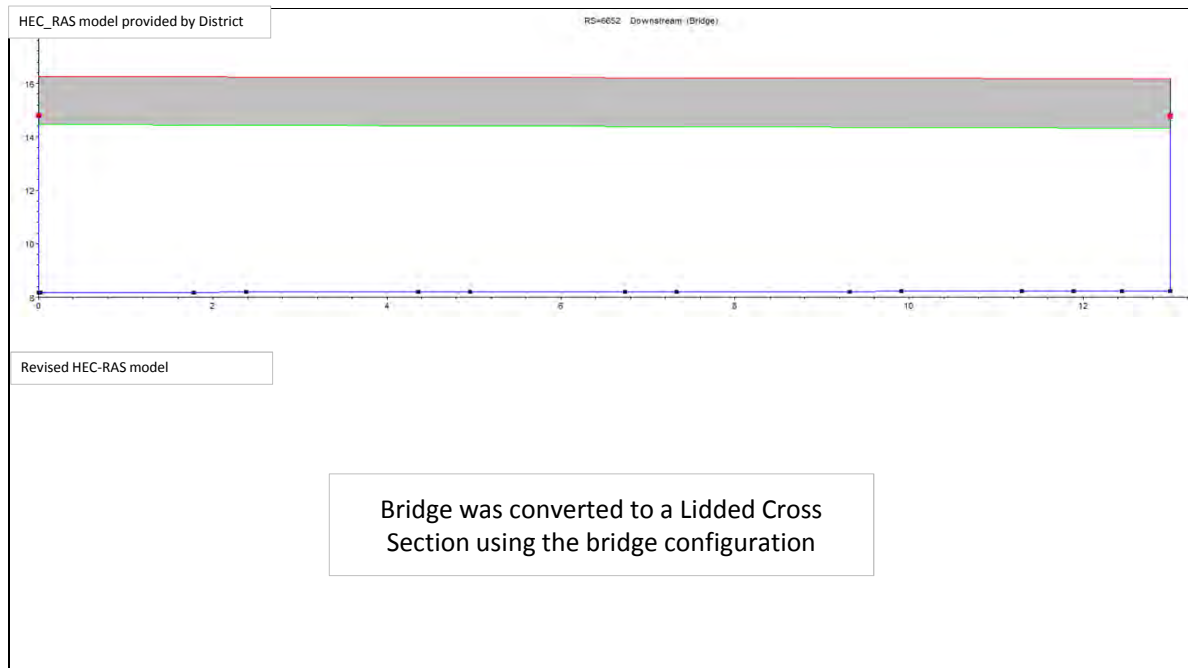 HEC_RAS model provided by District
RS=6652 Downstream (Bridge)
16
14
12
10
8
0
2
4
6
8
10
12
Revised HEC-RAS model
Bridge was converted to a Lidded Cross
Section using the bridge configuration